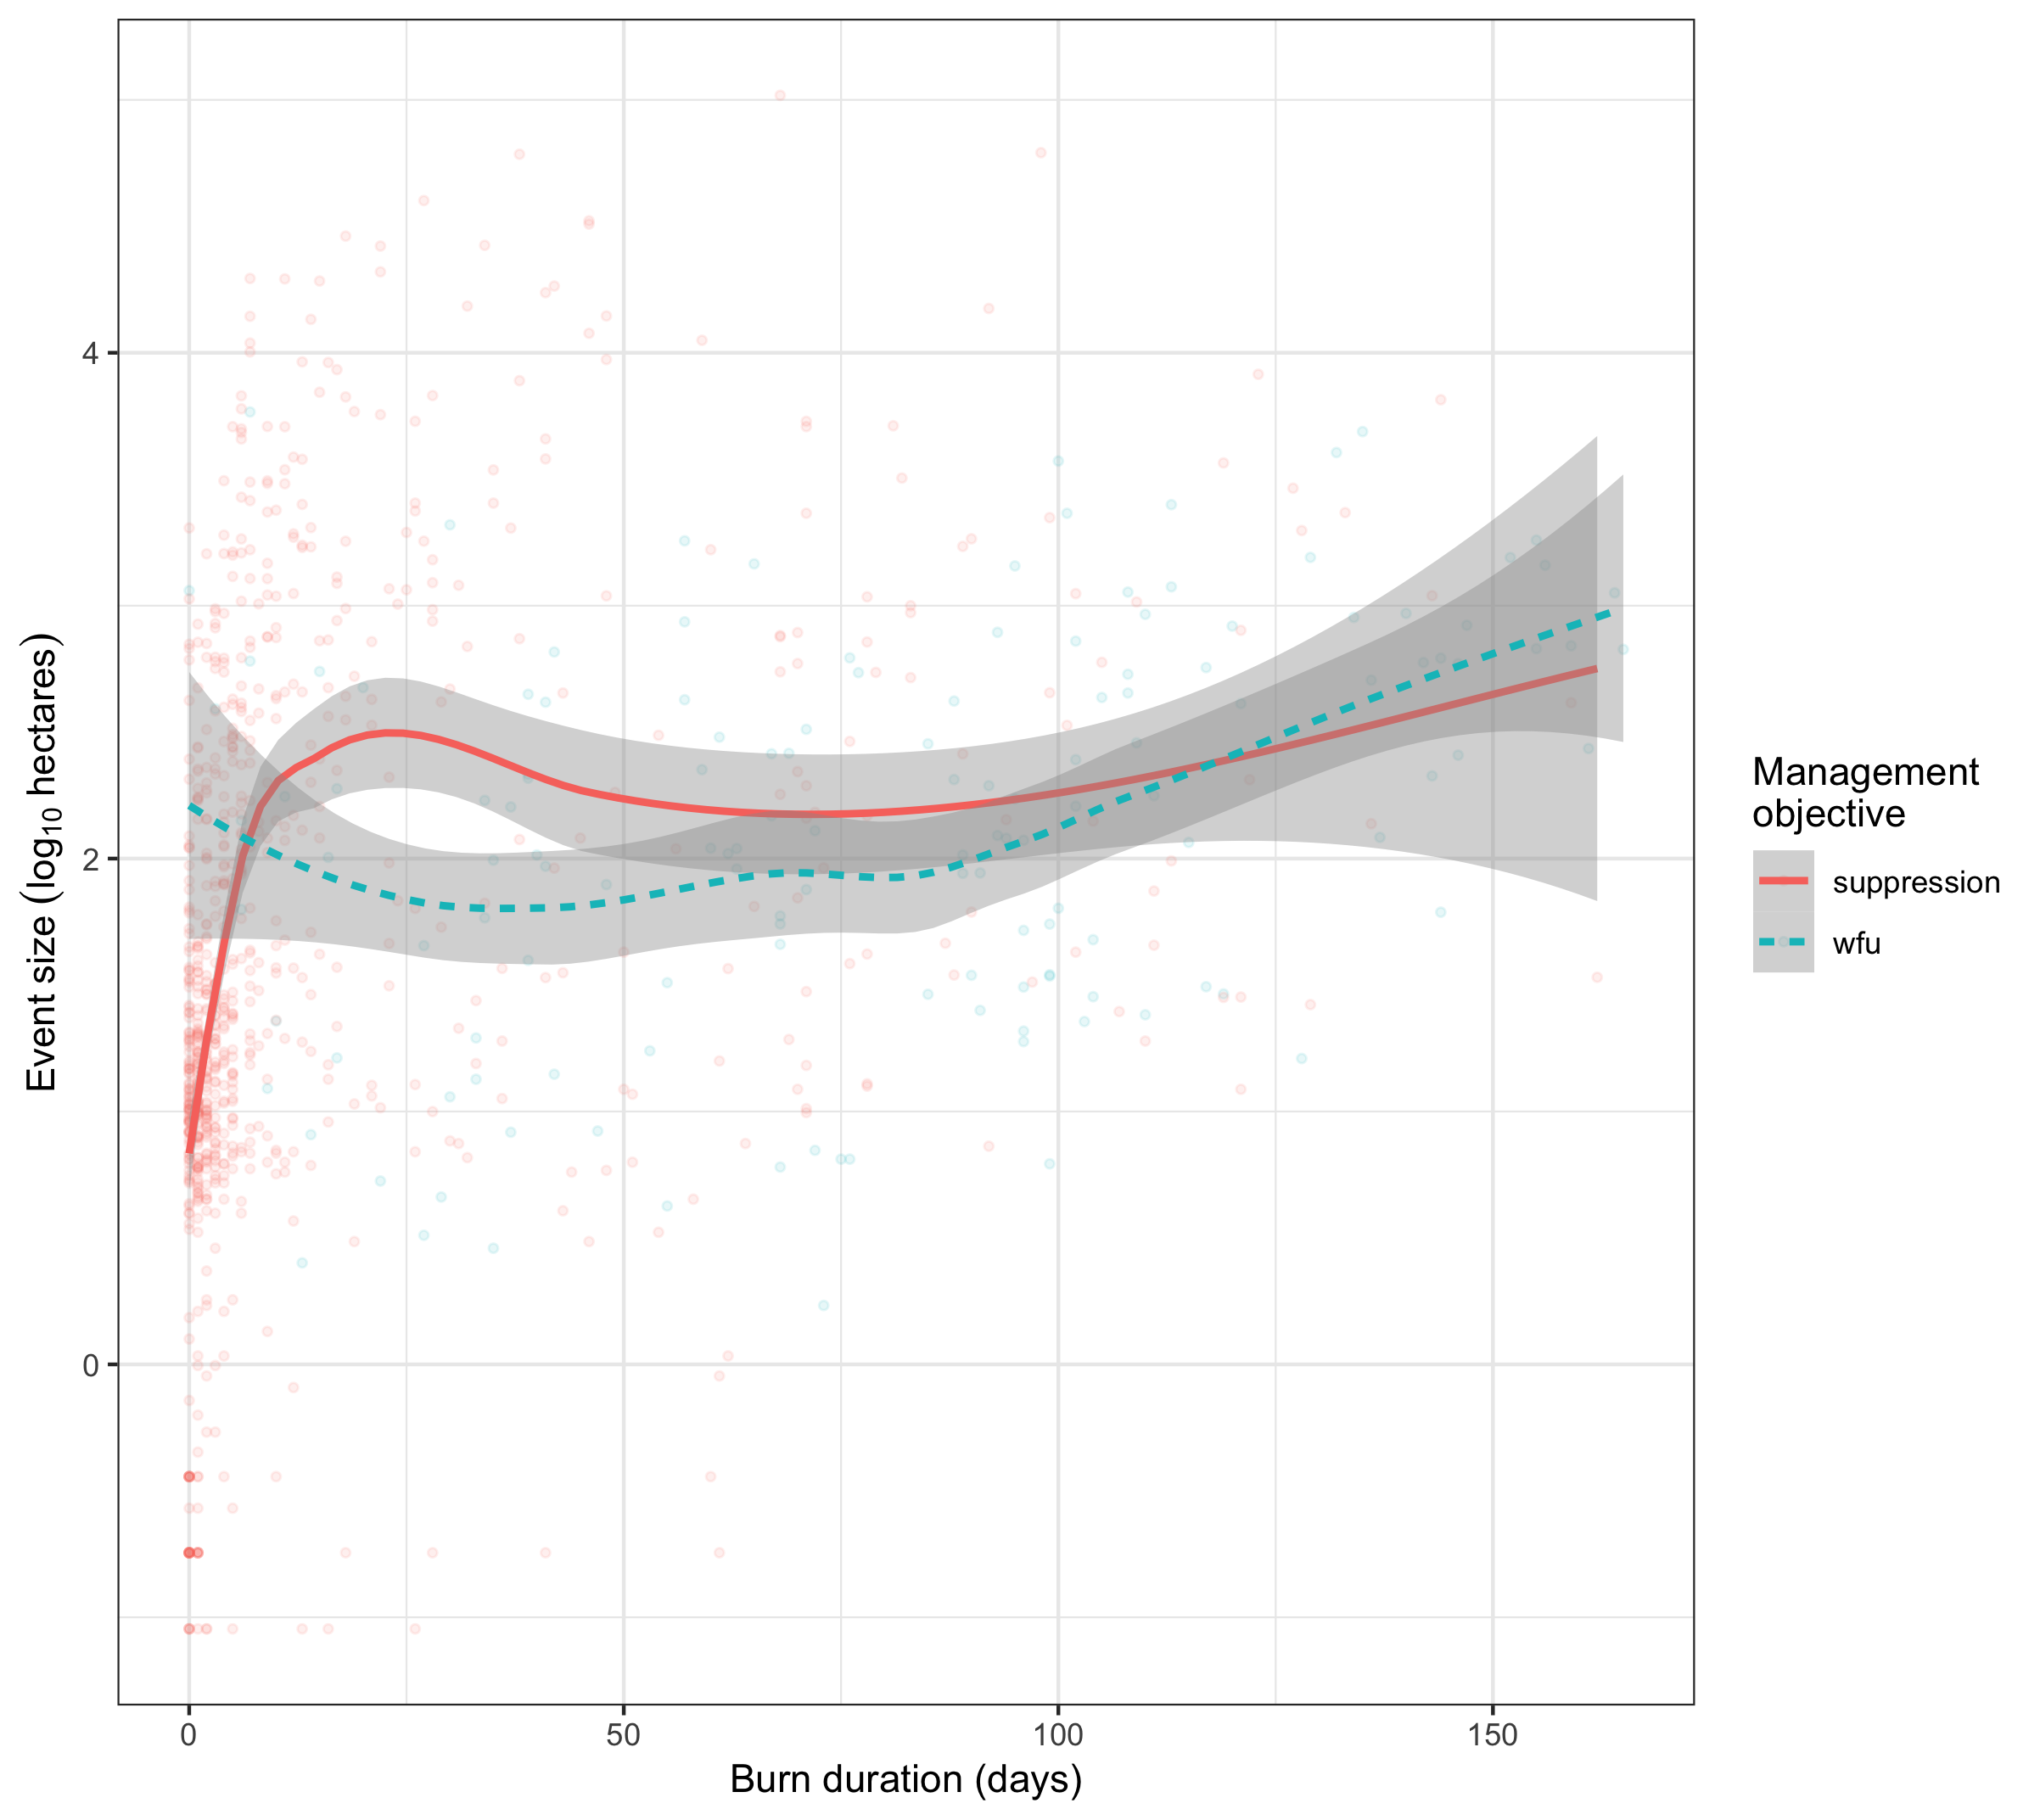 Event size (log10 hectares)
4
2
0
0
50
100
150
Burn duration (days)
Management
objective
suppression
wfu